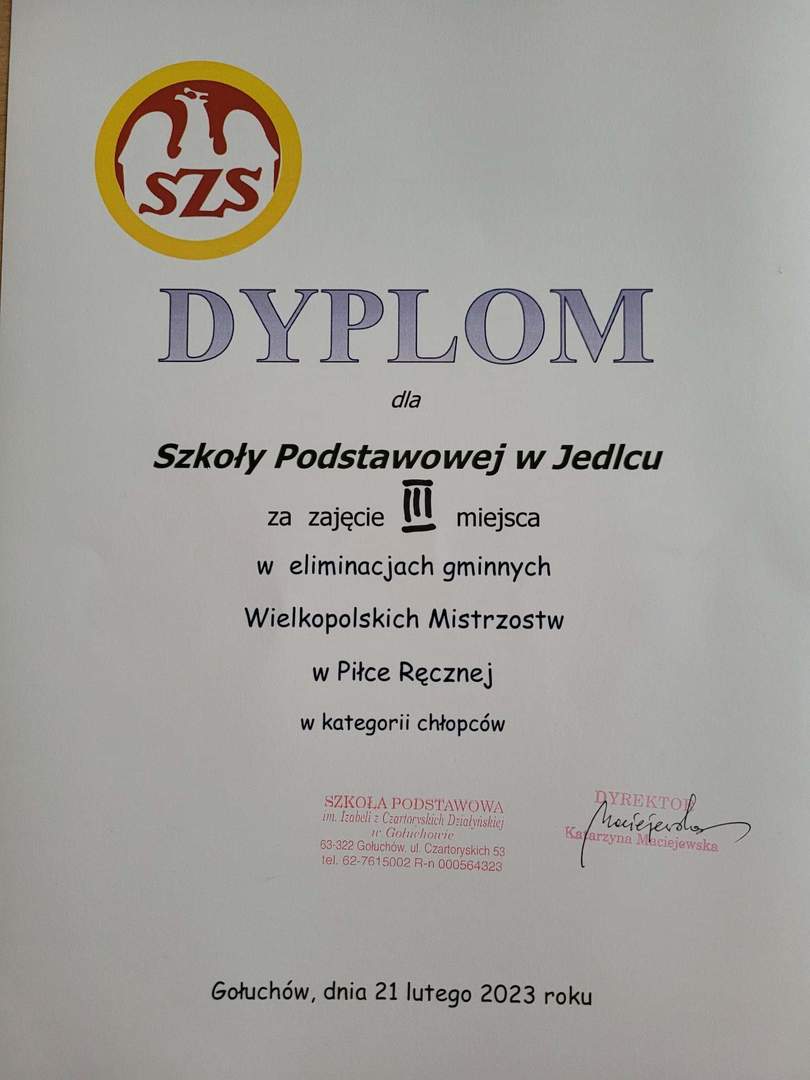 SZS
DYPLOM
dla
Szkoły Podstawowej w Jedlcu
za zajęcie III miejsca
w eliminacjach gminnych
Wielkopolskich Mistrzostw
w Piłce Ręcznej
w kategorii chłopców
SZKOŁA PODSTAWOWA
im. Izabeli z Czartoryskich Działyńskiej
w Gołuchowie
63-322 Gołuchów, ul. Czartoryskich 53
tel. 62-7615002 R-n 000564323
DYREKTOR
Maciejewska
Katarzyna Maciejewska
Gołuchów, dnia 21 lutego 2023 roku